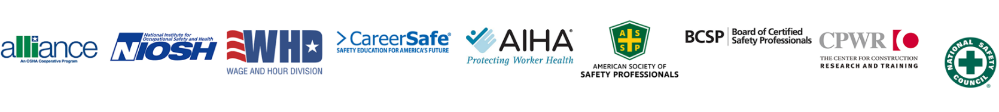 alliance
An OSHA Cooperative Program
National Institute for
Occupational Safety and Health
NIOSH
WHD
WAGE AND HOUR DIVISION
CareerSafe®
SAFETY EDUCATION FOR AMERICA'S FUTURE
AIHA®
Protecting Worker Health
AS
SP
AMERICAN SOCIETY OF
SAFETY PROFESSIONALS
BCSP
Board of Certified
Safety Professionals
CPWR
THE CENTER FOR CONSTRUCTION
RESEARCH AND TRAINING
NATIONAL SAFETY
COUNCIL
®